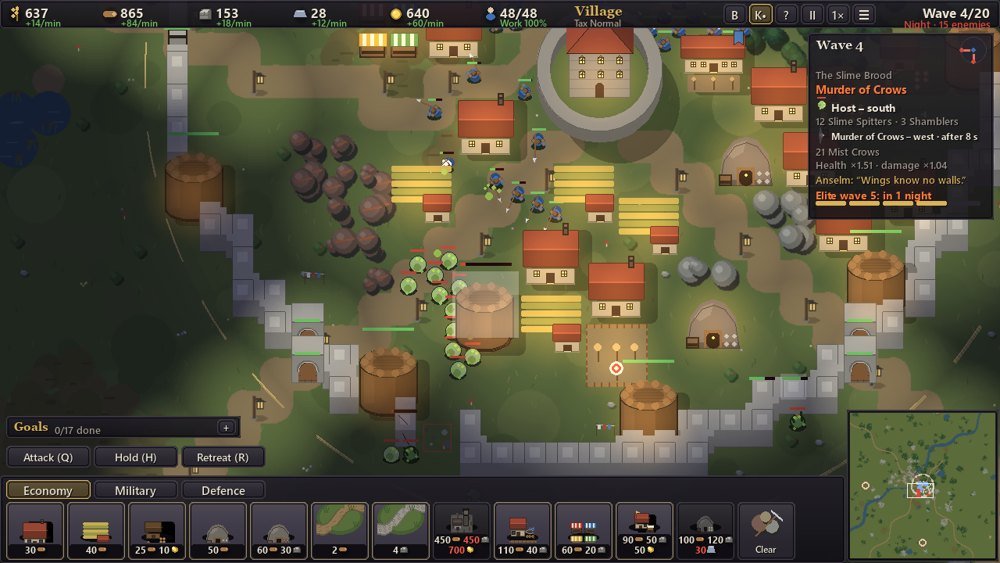 637 +14/min
865 +84/min
153 +18/min
28 +12/min
640 +60/min
48/48 Work 100%
Village
Tax Normal
B
K•
?
1×
Wave 4/20
Night · 15 enemies
Wave 4
The Slime Brood
Murder of Crows
Host – south
12 Slime Spitters · 3 Shamblers
Murder of Crows – west · after 8 s
21 Mist Crows
Health ×1.51 · damage ×1.04
Anselm: “Wings know no walls.”
Elite wave 5: in 1 night
Goals 0/17 done +
Attack (Q)
Hold (H)
Retreat (R)
Economy
Military
Defence
30
40
25 10
50
60 30
2
4
450 450
700
110 40
60 20
90 50
50
100 120
30
Clear